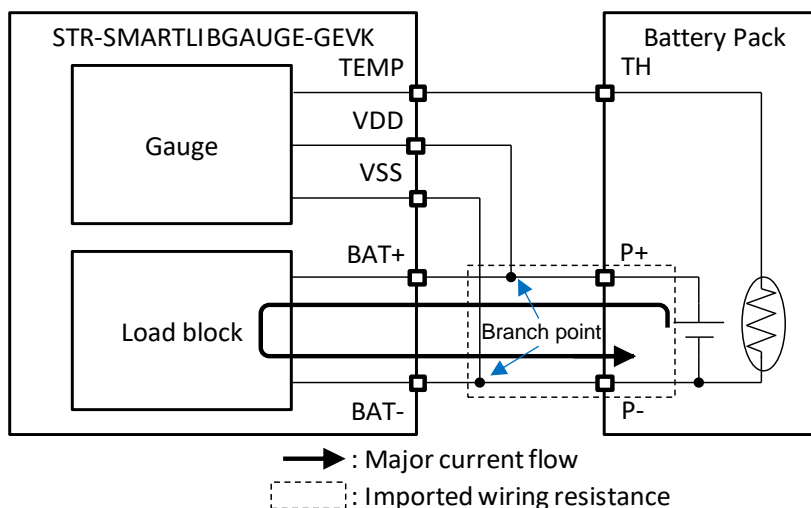 STR-SMARTLIBGAUGE-GEVK
Battery Pack
TEMP
TH
VDD
Gauge
VSS
BAT+
P+
Load block
Branch point
BAT-
P-
: Major current flow
: Imported wiring resistance